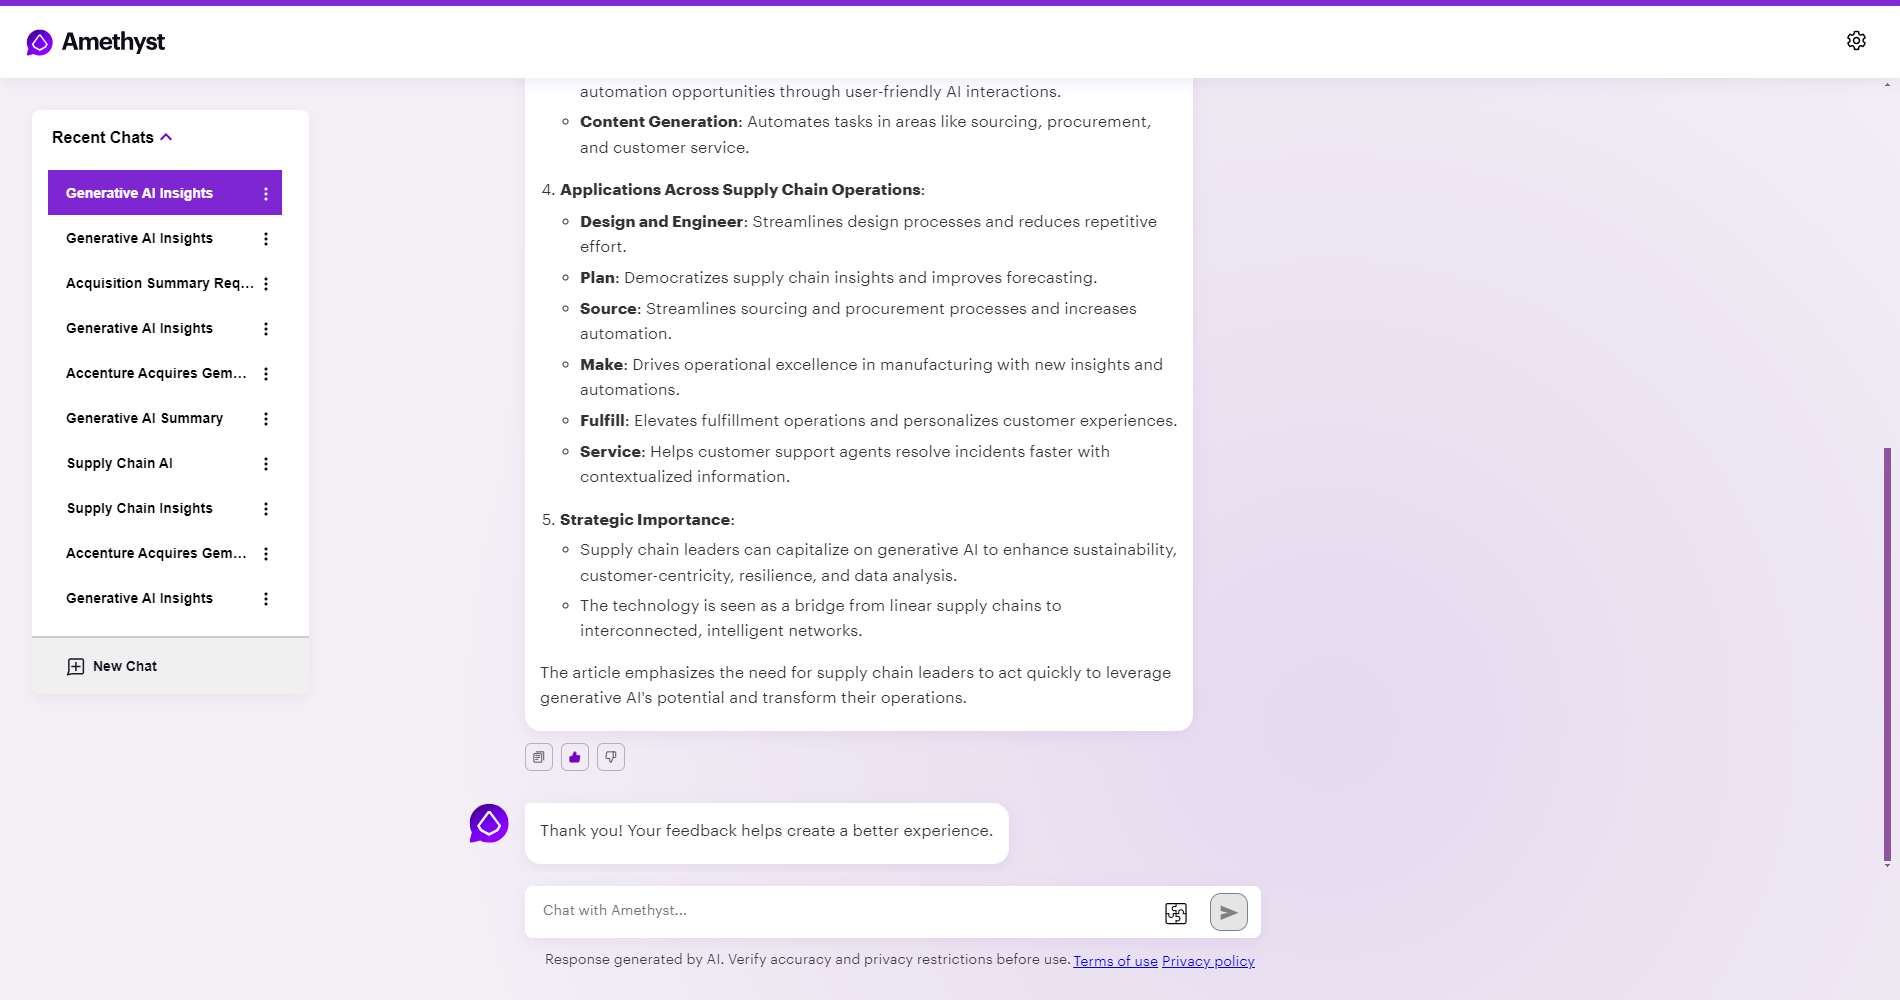 Amethyst
Recent Chats
Generative AI Insights
Generative AI Insights
Acquisition Summary Req...
Generative AI Insights
Accenture Acquires Gem...
Generative AI Summary
Supply Chain AI
Supply Chain Insights
Accenture Acquires Gem...
Generative AI Insights
New Chat
automation opportunities through user-friendly AI interactions.
Content Generation: Automates tasks in areas like sourcing, procurement,
and customer service.
4. Applications Across Supply Chain Operations:
Design and Engineer: Streamlines design processes and reduces repetitive
effort.
Plan: Democratizes supply chain insights and improves forecasting.
Source: Streamlines sourcing and procurement processes and increases
automation.
Make: Drives operational excellence in manufacturing with new insights and
automations.
Fulfill: Elevates fulfillment operations and personalizes customer experiences.
Service: Helps customer support agents resolve incidents faster with
contextualized information.
5. Strategic Importance:
Supply chain leaders can capitalize on generative AI to enhance sustainability,
customer-centricity, resilience, and data analysis.
The technology is seen as a bridge from linear supply chains to
interconnected, intelligent networks.
The article emphasizes the need for supply chain leaders to act quickly to leverage
generative AI's potential and transform their operations.
Thank you! Your feedback helps create a better experience.
Chat with Amethyst...
Response generated by AI. Verify accuracy and privacy restrictions before use. Terms of use Privacy policy